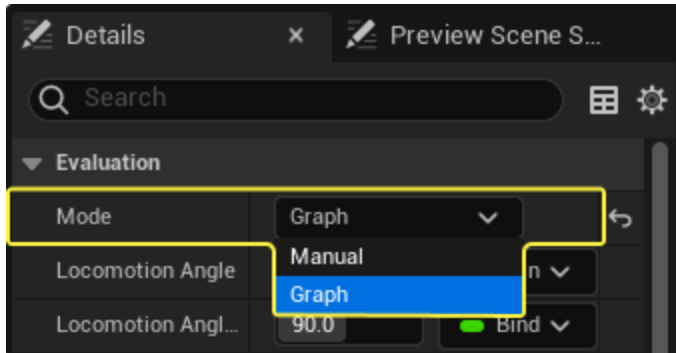 Details
Preview Scene S...
Search
Evaluation
Mode
Graph
Manual
Locomotion Angle
n
Graph
Locomotion Angl...
90.0
Bind